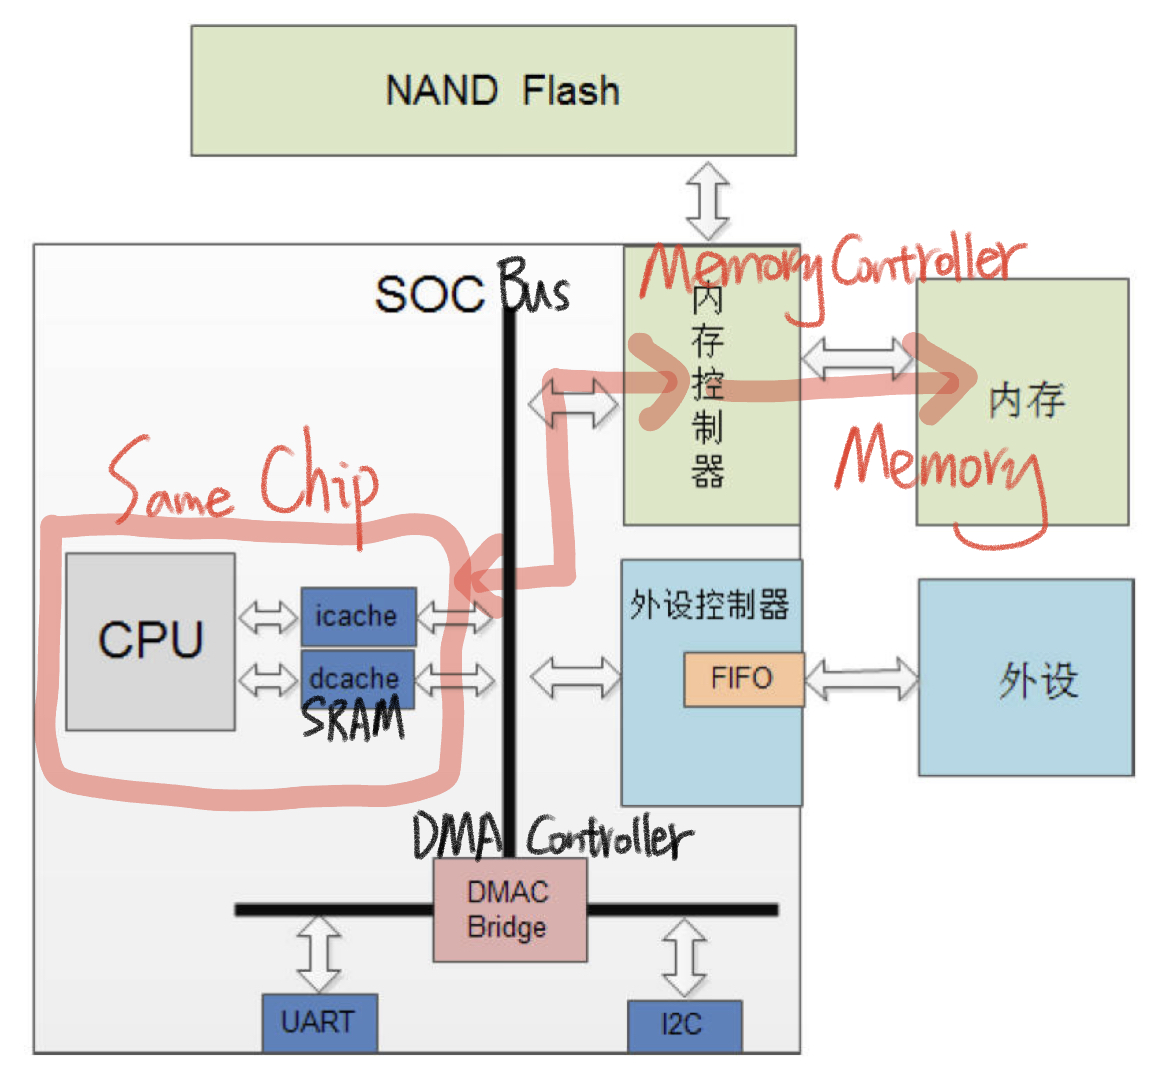 NAND Flash
SOC Bus
Memory Controller
内存控制器
内存
Memory
Same Chip
CPU
icache
dcache
SRAM
外设控制器
FIFO
外设
DMA Controller
DMAC
Bridge
UART
I2C